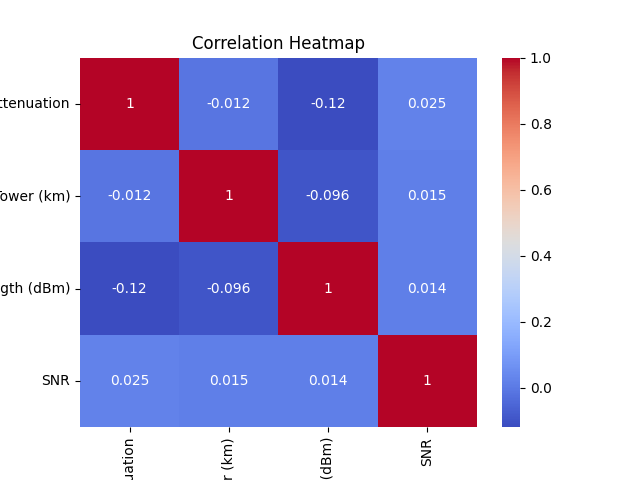 Correlation Heatmap
ttenuation 1 -0.012 -0.12 0.025
Tower (km) -0.012 1 -0.096 0.015
gth (dBm) -0.12 -0.096 1 0.014
SNR 0.025 0.015 0.014 1
uation
r (km)
(dBm)
SNR
1.0
0.8
0.6
0.4
0.2
0.0